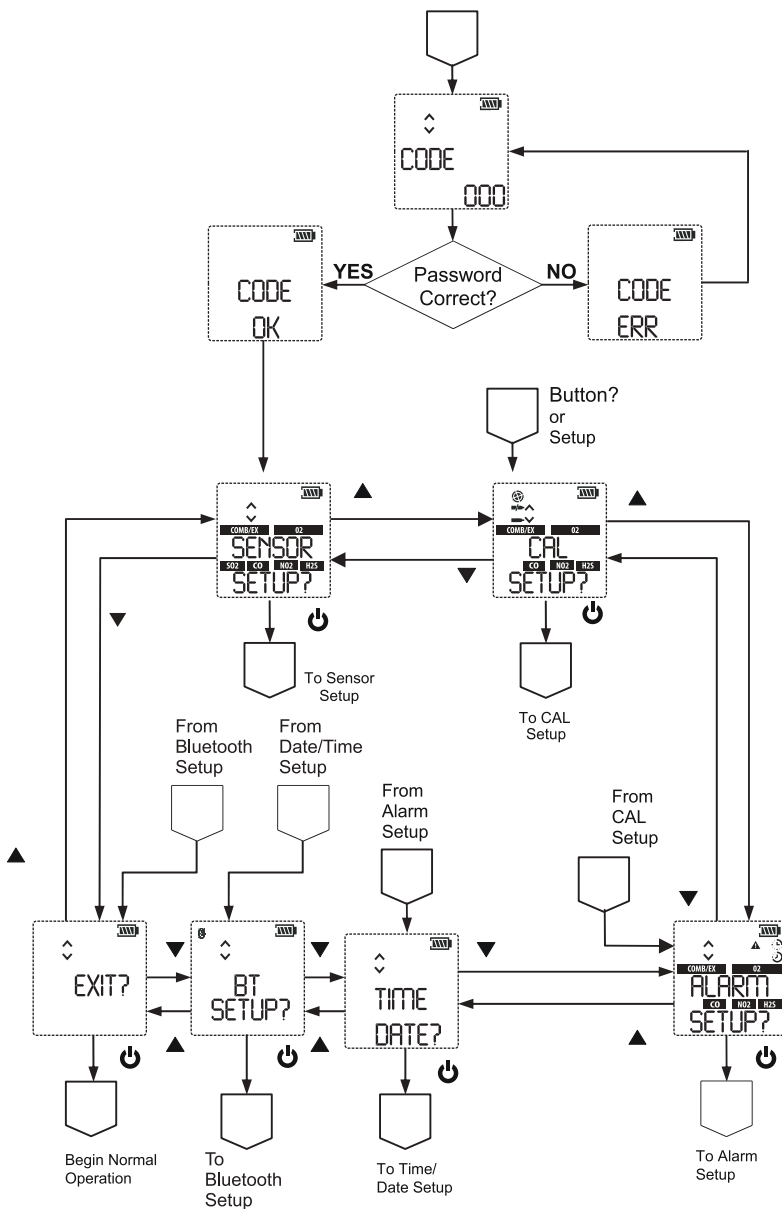 CODE
000
YES
Password
Correct?
NO
CODE
OK
CODE
ERR
Button?
or
Setup
COMB/EX O2
SENSOR
SO2 CO NO2 H2S
SETUP?
COMB/EX O2
CAL
CO NO2 H2S
SETUP?
To Sensor
Setup
To CAL
Setup
From
Bluetooth
Setup
From
Date/Time
Setup
From
Alarm
Setup
From
CAL
Setup
EXIT?
BT
SETUP?
TIME
DATE?
COMB/EX O2
ALARM
CO NO2 H2S
SETUP?
Begin Normal
Operation
To
Bluetooth
Setup
To Time/
Date Setup
To Alarm
Setup